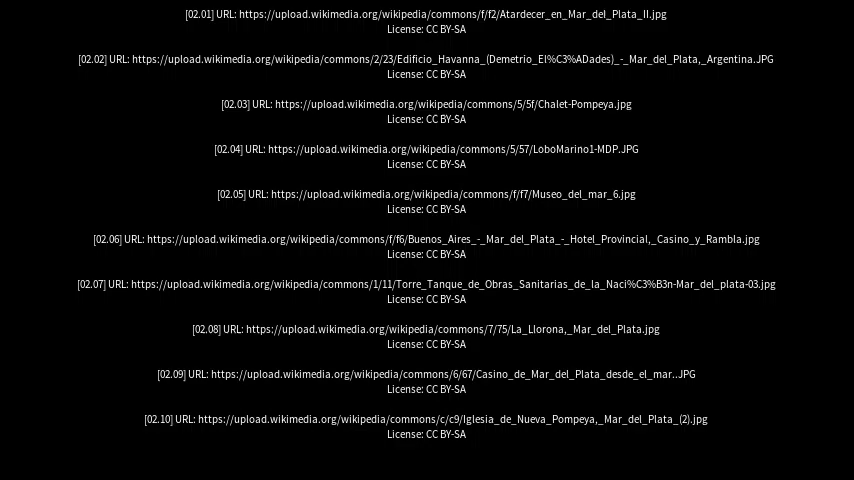 [02.01] URL: https://upload.wikimedia.org/wikipedia/commons/f/f2/Atardecer_en_Mar_del_Plata_II.jpg
License: CC BY-SA
[02.02] URL: https://upload.wikimedia.org/wikipedia/commons/2/23/Edificio_Havanna_(Demetrio_El%C3%ADades)_-_Mar_del_Plata,_Argentina.JPG
License: CC BY-SA
[02.03] URL: https://upload.wikimedia.org/wikipedia/commons/5/5f/Chalet-Pompeya.jpg
License: CC BY-SA
[02.04] URL: https://upload.wikimedia.org/wikipedia/commons/5/57/LoboMarino1-MDP.JPG
License: CC BY-SA
[02.05] URL: https://upload.wikimedia.org/wikipedia/commons/f/f7/Museo_del_mar_6.jpg
License: CC BY-SA
[02.06] URL: https://upload.wikimedia.org/wikipedia/commons/f/f6/Buenos_Aires_-_Mar_del_Plata_-_Hotel_Provincial,_Casino_y_Rambla.jpg
License: CC BY-SA
[02.07] URL: https://upload.wikimedia.org/wikipedia/commons/1/11/Torre_Tanque_de_Obras_Sanitarias_de_la_Naci%C3%B3n-Mar_del_plata-03.jpg
License: CC BY-SA
[02.08] URL: https://upload.wikimedia.org/wikipedia/commons/7/75/La_Llorona,_Mar_del_Plata.jpg
License: CC BY-SA
[02.09] URL: https://upload.wikimedia.org/wikipedia/commons/6/67/Casino_de_Mar_del_Plata_desde_el_mar..JPG
License: CC BY-SA
[02.10] URL: https://upload.wikimedia.org/wikipedia/commons/c/c9/Iglesia_de_Nueva_Pompeya,_Mar_del_Plata_(2).jpg
License: CC BY-SA